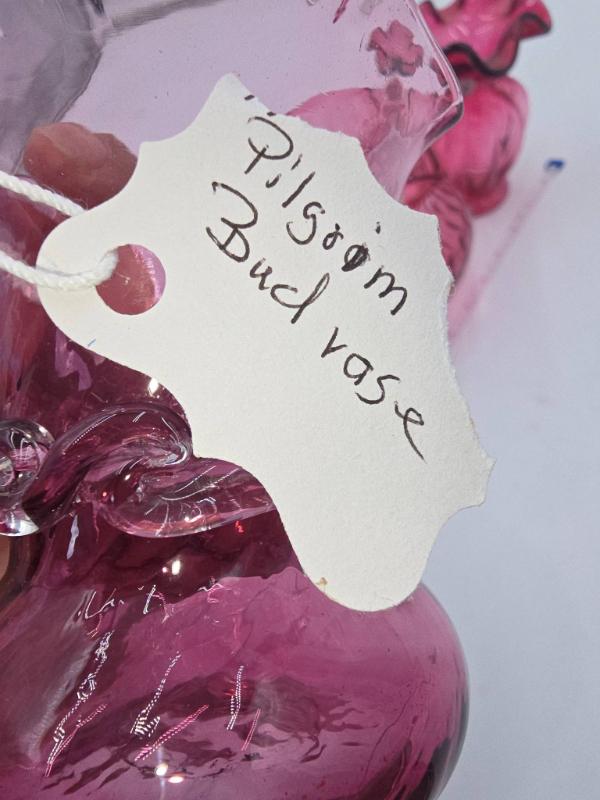 "Pilgrim
Bud vase